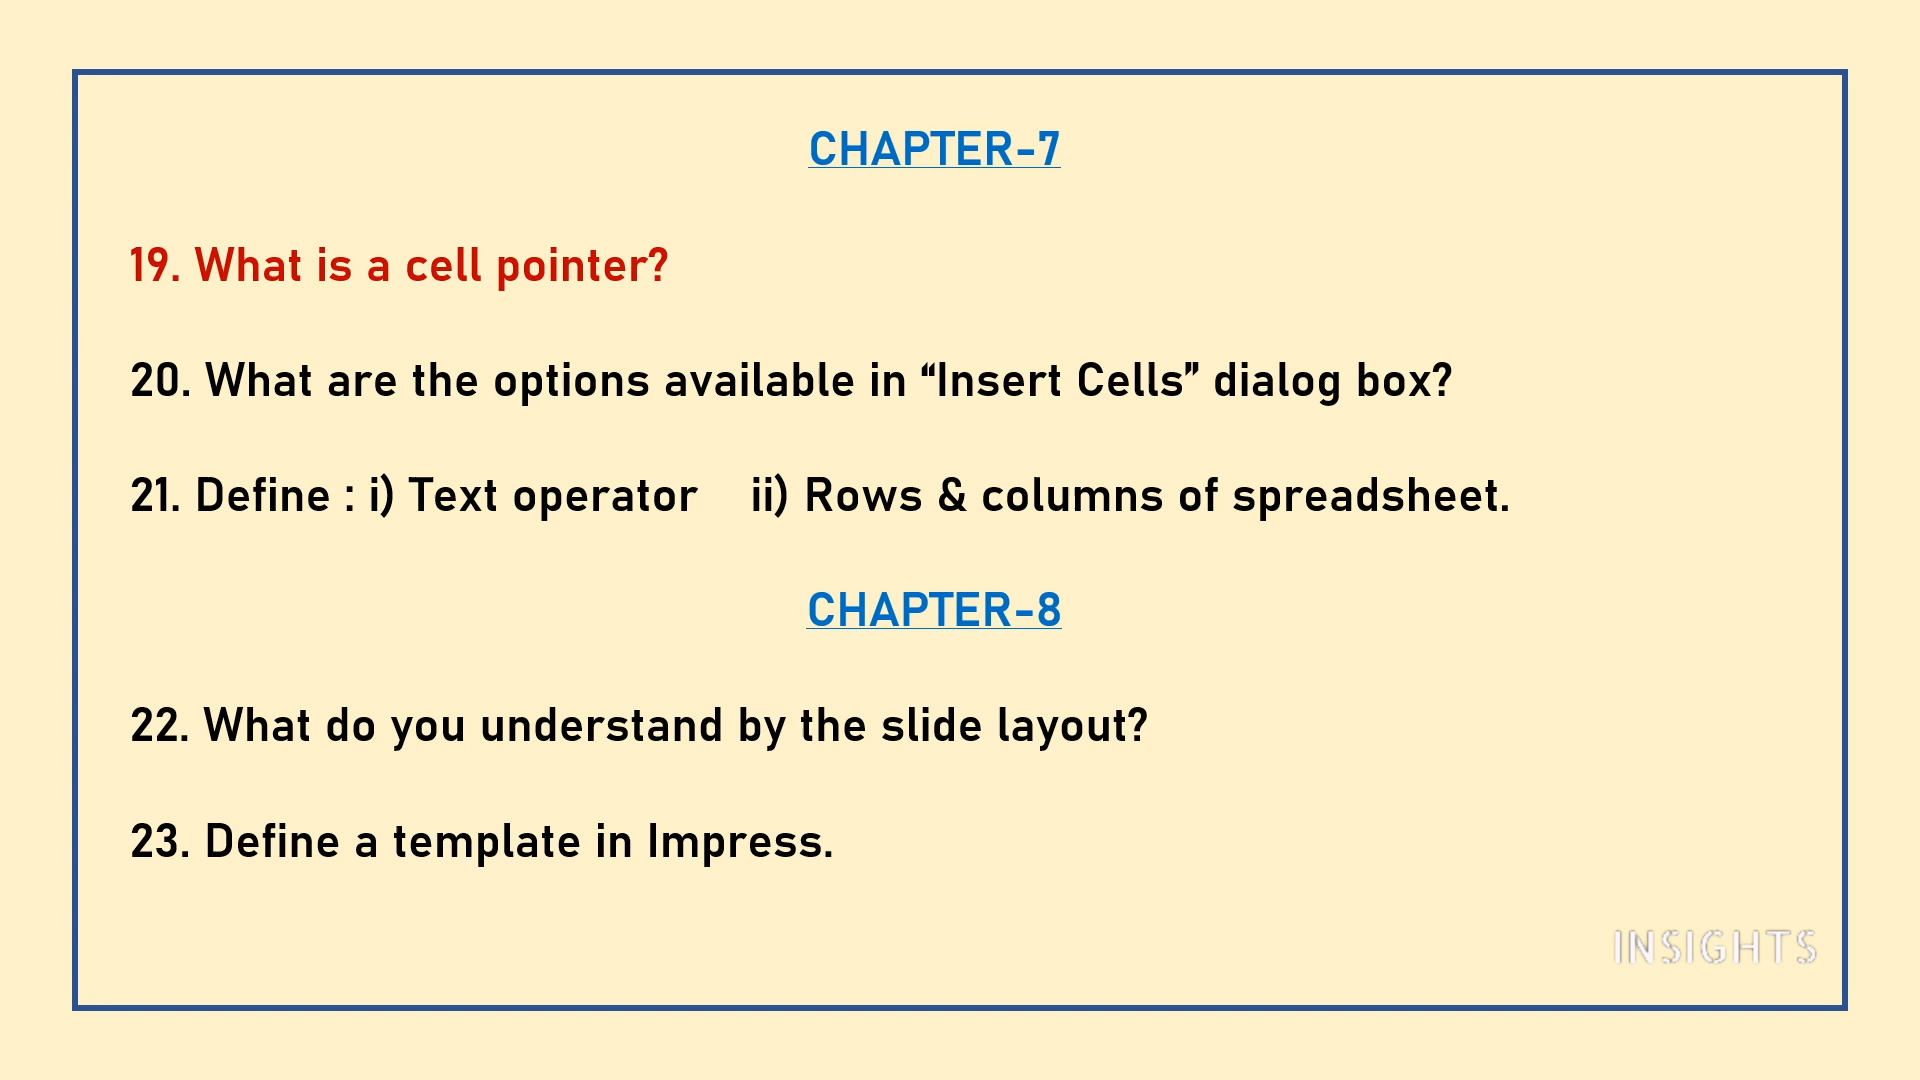 CHAPTER-7
19. What is a cell pointer?
20. What are the options available in “Insert Cells” dialog box?
21. Define : i) Text operator ii) Rows & columns of spreadsheet.
CHAPTER-8
22. What do you understand by the slide layout?
23. Define a template in Impress.
INSIGHTS